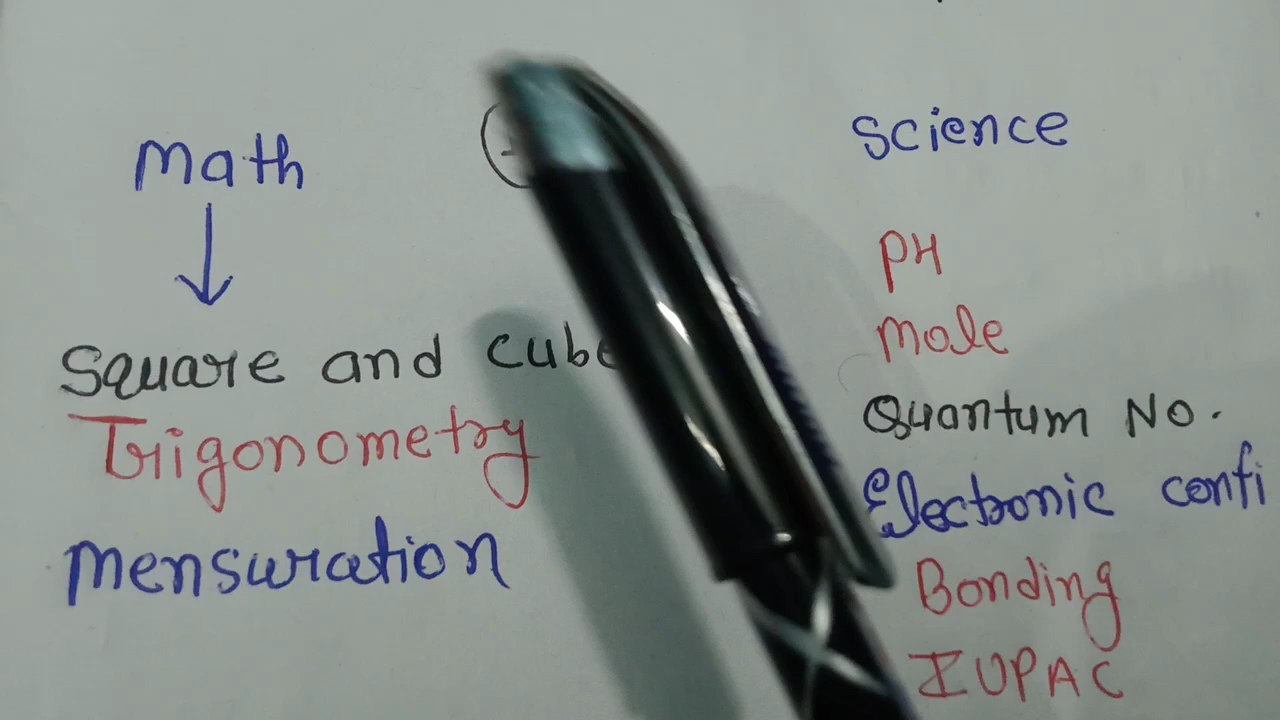 Math
Square and cube
Trigonometry
mensuration
Science
PH
Mole
Quantum No.
Electronic confi
Bonding
IUPAC